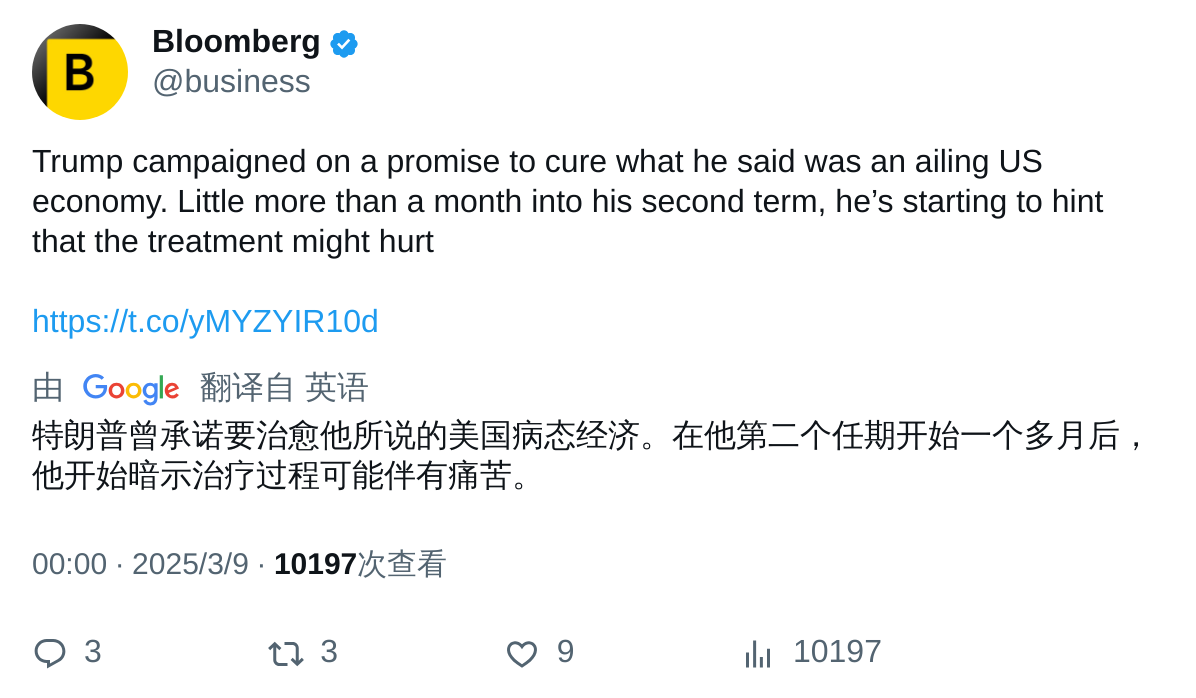 B
Bloomberg
@business
Trump campaigned on a promise to cure what he said was an ailing US
economy. Little more than a month into his second term, he’s starting to hint
that the treatment might hurt
https://t.co/yMYZYIR10d
由 Google 翻译自 英语
特朗普曾承诺要治愈他所说的美国病态经济。在他第二个任期开始一个多月后，
他开始暗示治疗过程可能伴有痛苦。
00:00 · 2025/3/9 · 10197次查看
3 3 9 10197